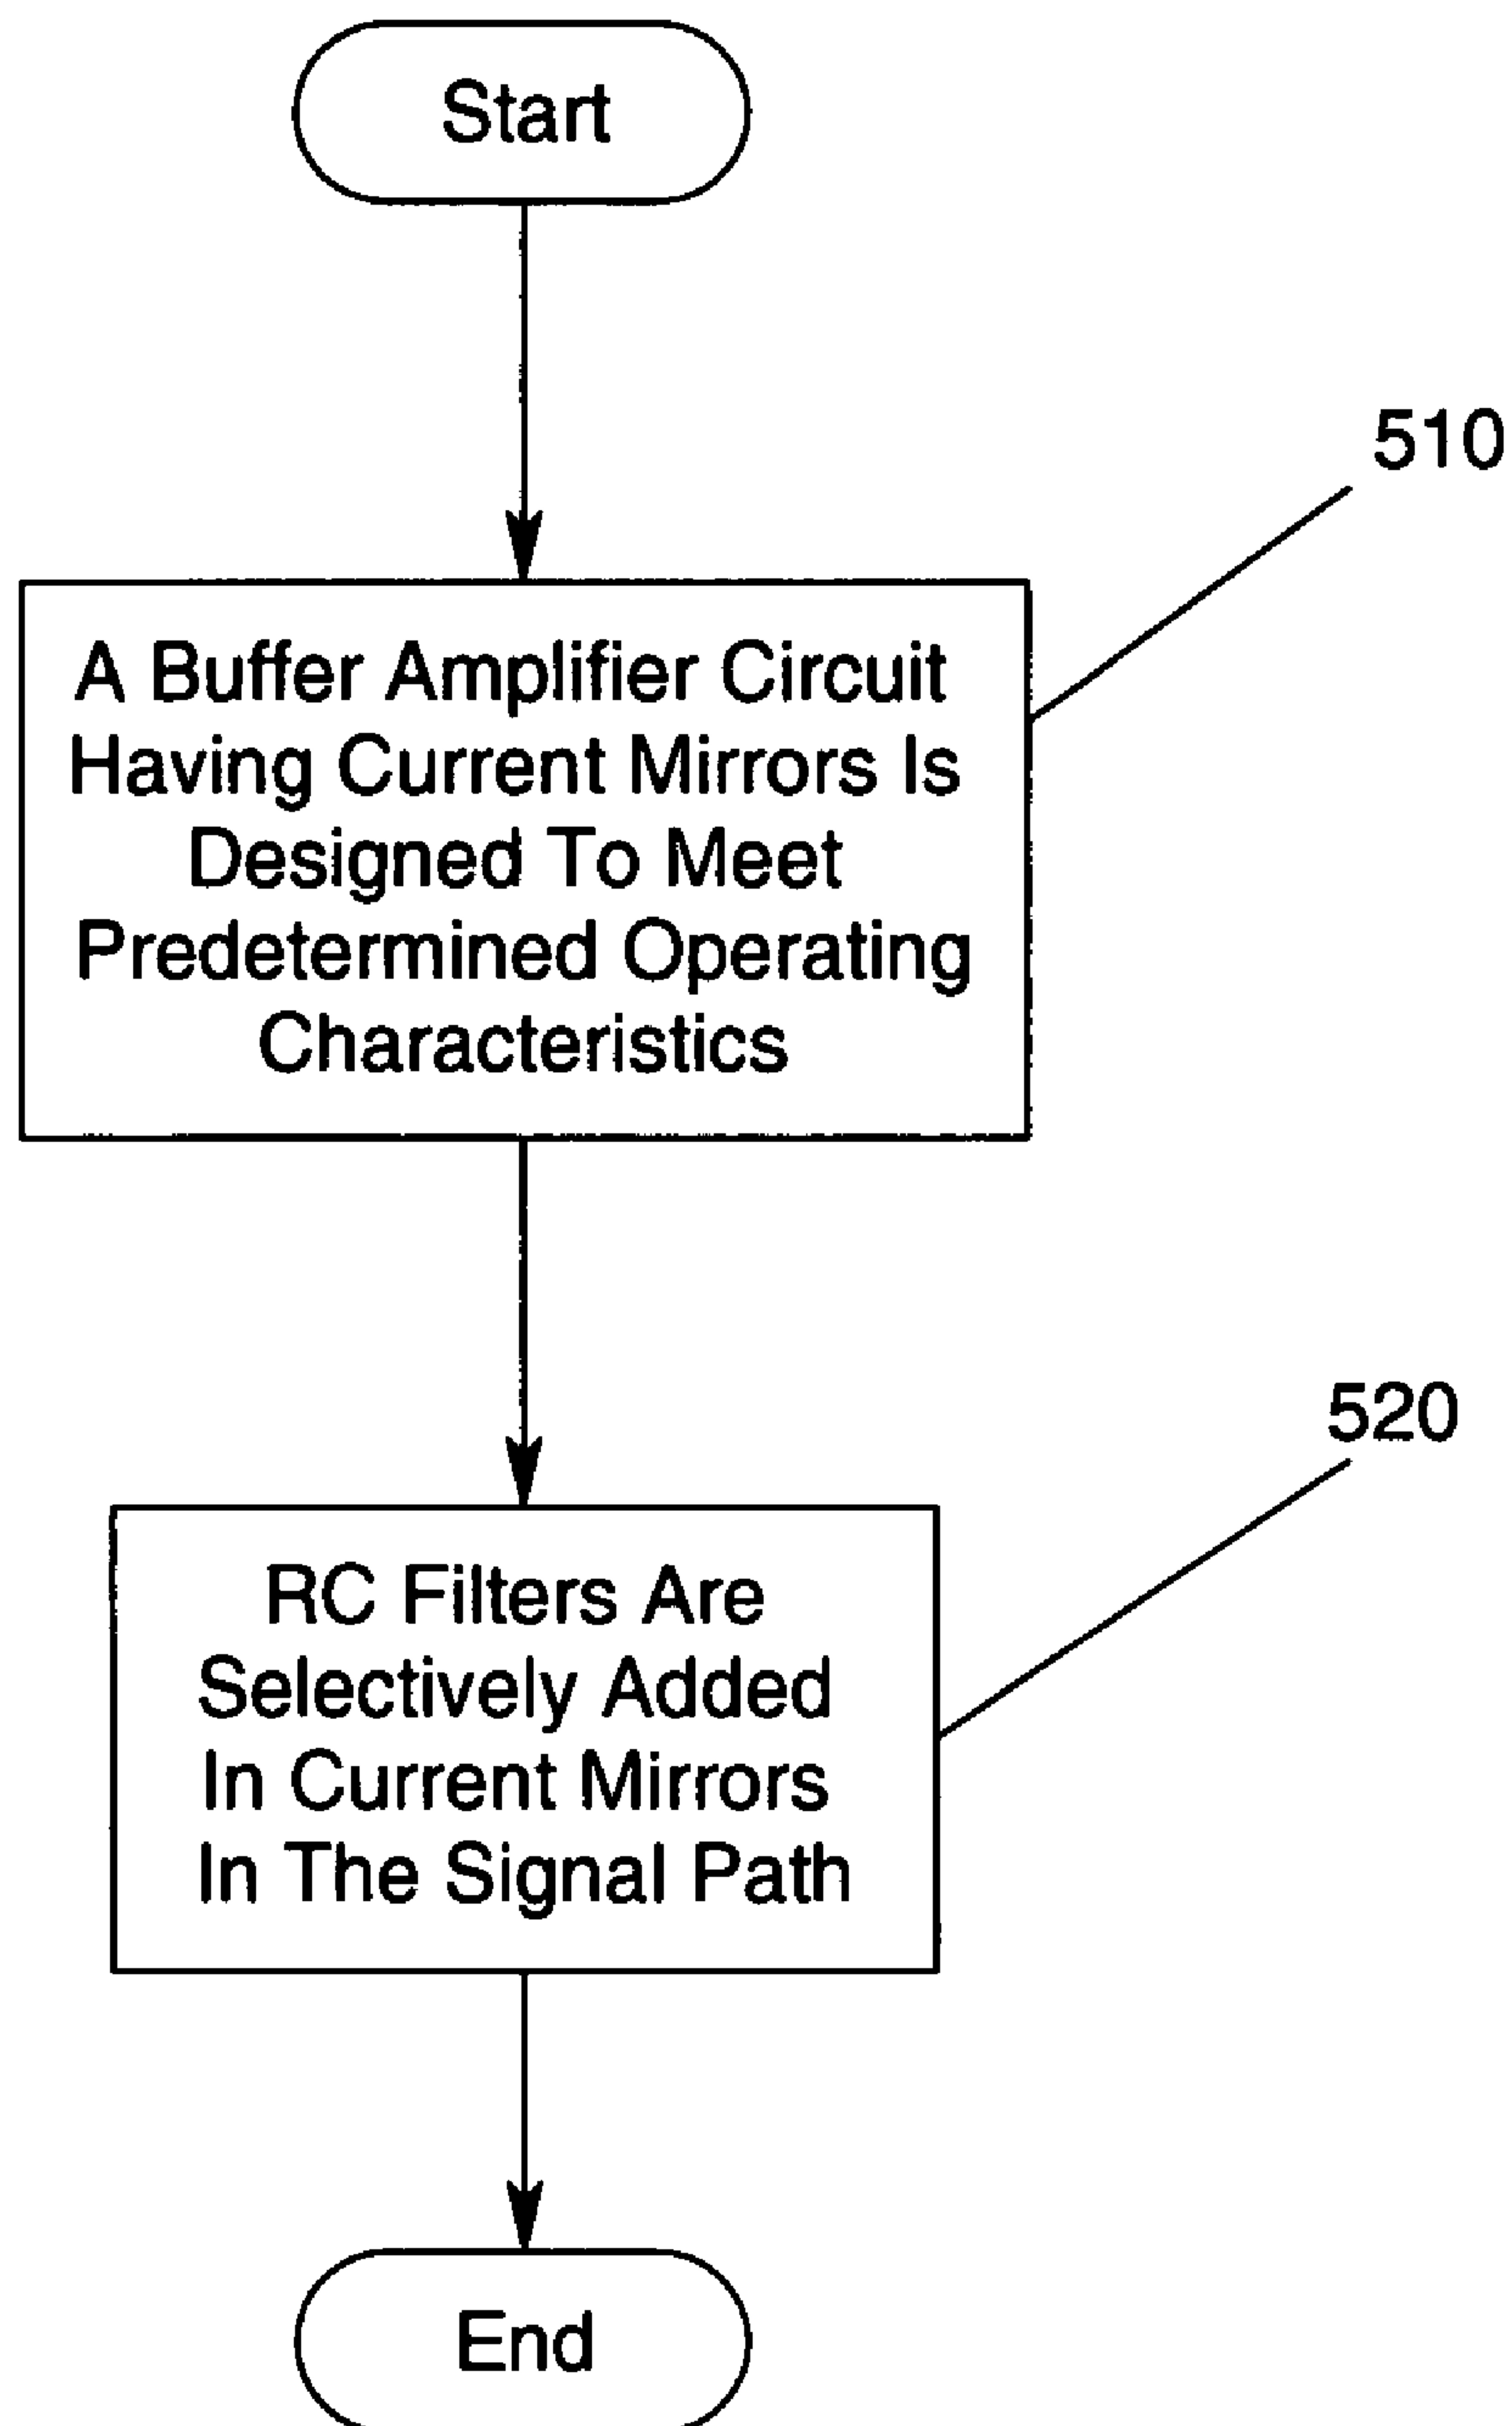 Start
510
A Buffer Amplifier Circuit
Having Current Mirrors Is
Designed To Meet
Predetermined Operating
Characteristics
520
RC Filters Are
Selectively Added
In Current Mirrors
In The Signal Path
End